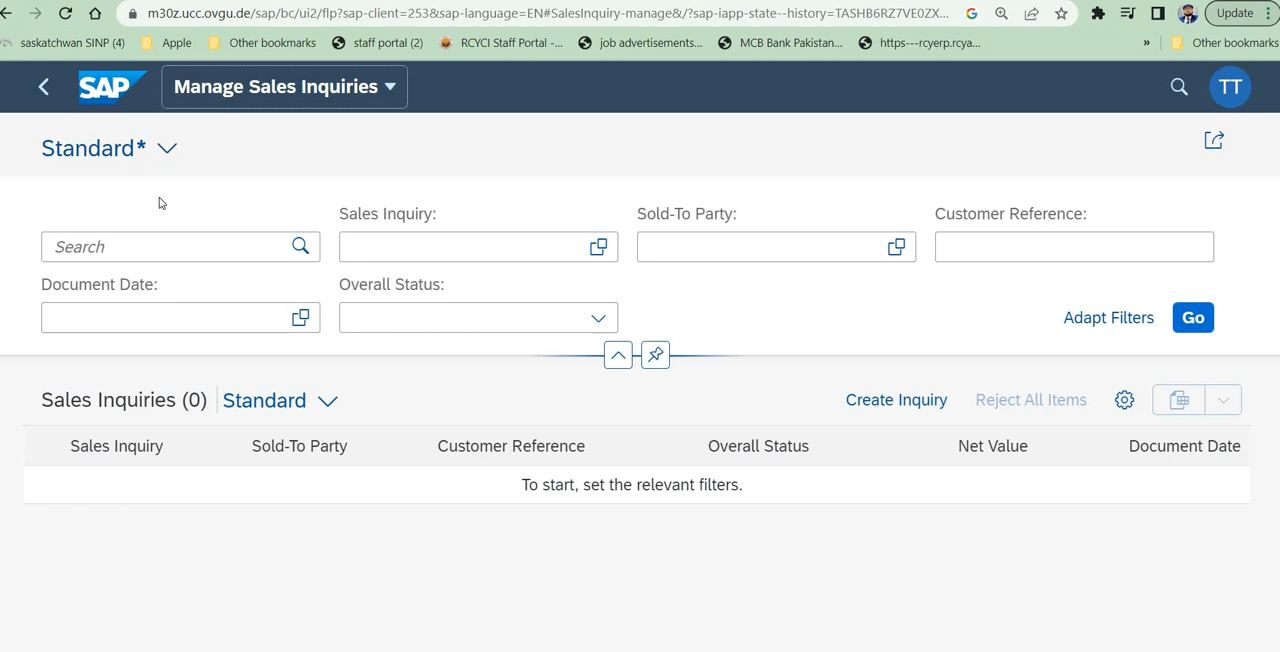 m30z.ucc.ovgu.de/sap/bc/ui2/flp?sap-client=253&sap-language=EN#SalesInquiry-manage&/?sap-iapp-state--history=TASHB6RZ7VE0ZX...
Update
saskatchwan SINP (4)
Apple
Other bookmarks
staff portal (2)
RCYCI Staff Portal -...
job advertisements...
MCB Bank Pakistan...
https---rcyerp.rcya...
»
Other bookmarks
SAP
Manage Sales Inquiries
TT
Standard*
Search
Sales Inquiry:
Sold-To Party:
Customer Reference:
Document Date:
Overall Status:
Adapt Filters
Go
Sales Inquiries (0)
Standard
Create Inquiry
Reject All Items
Sales Inquiry
Sold-To Party
Customer Reference
Overall Status
Net Value
Document Date
To start, set the relevant filters.